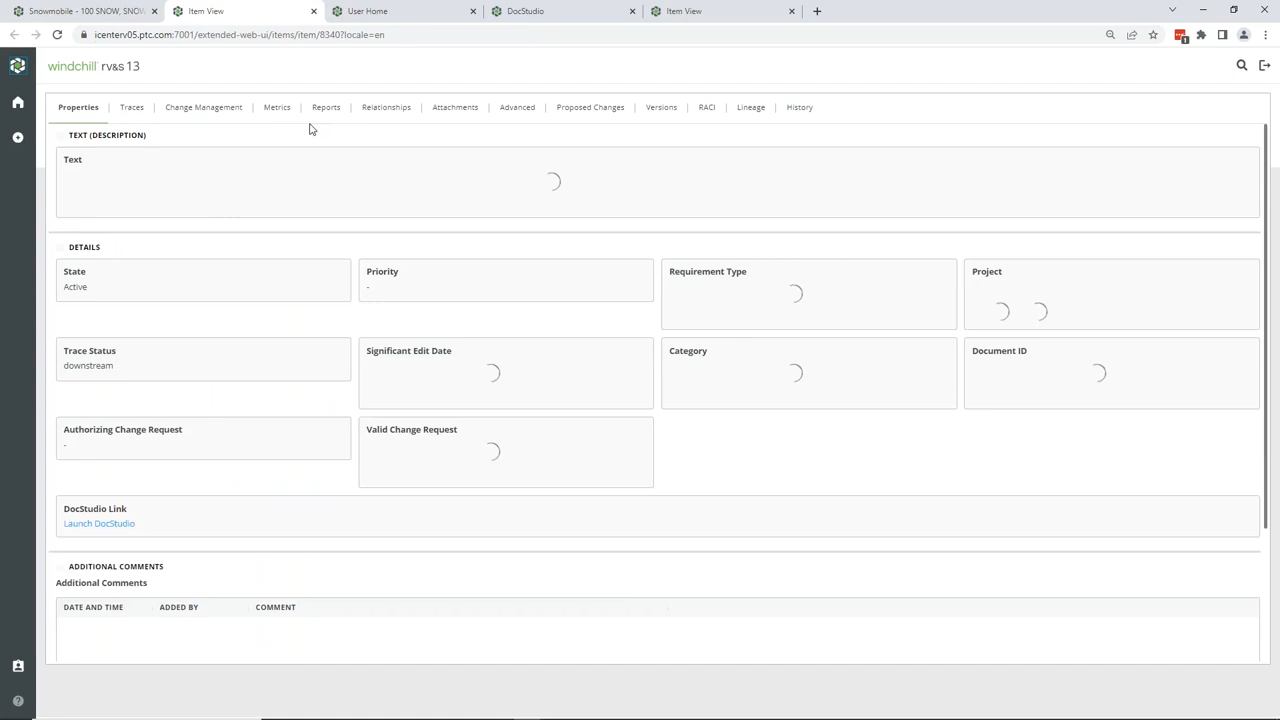 Snowmobile - 100 SNOW, SNOW
Item View
User Home
DocStudio
Item View
icenterv05.ptc.com:7001/extended-web-ui/items/item/8340?locale=en
1
windchill rv&s 13
Properties
Traces
Change Management
Metrics
Reports
Relationships
Attachments
Advanced
Proposed Changes
Versions
RACI
Lineage
History
TEXT (DESCRIPTION)
Text
DETAILS
State
Active
Priority
-
Requirement Type
Project
Trace Status
downstream
Significant Edit Date
Category
Document ID
Authorizing Change Request
-
Valid Change Request
DocStudio Link
Launch DocStudio
ADDITIONAL COMMENTS
Additional Comments
DATE AND TIME
ADDED BY
COMMENT